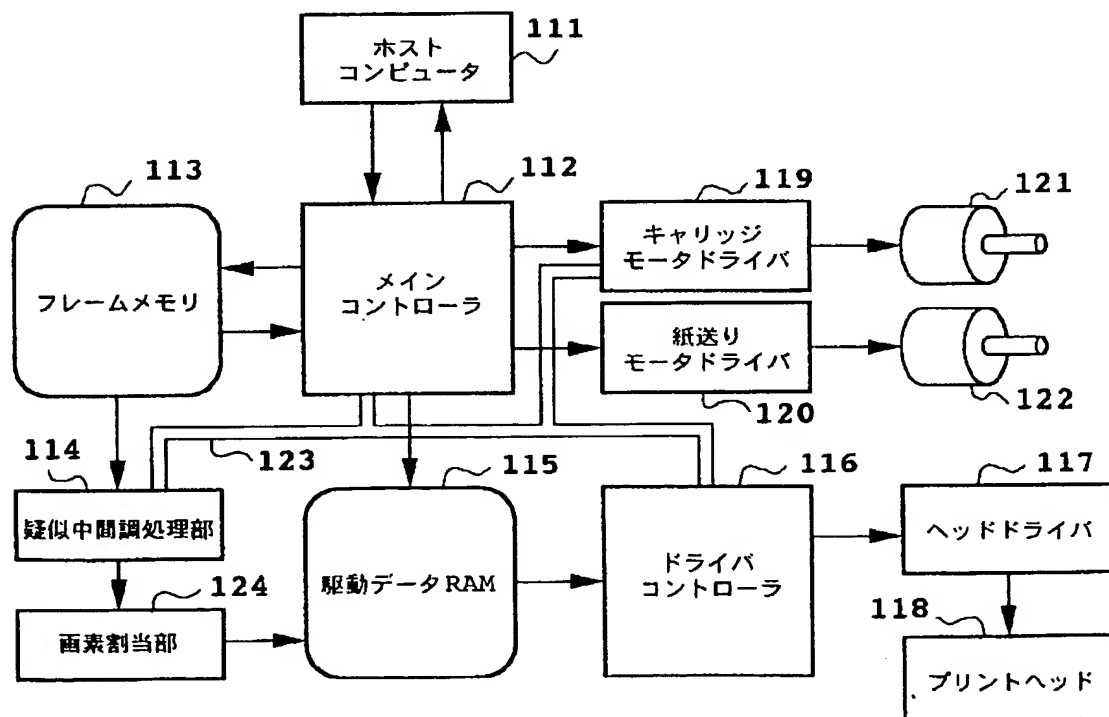 111
ホスト
コンピュータ
113
112
119
121
フレームメモリ
メイン
コントローラ
キャリッジ
モータドライバ
紙送り
モータドライバ
120
122
114
123
115
116
117
疑似中間調処理部
駆動データRAM
ドライバ
コントローラ
ヘッドドライバ
124
画素割当部
118
プリントヘッド